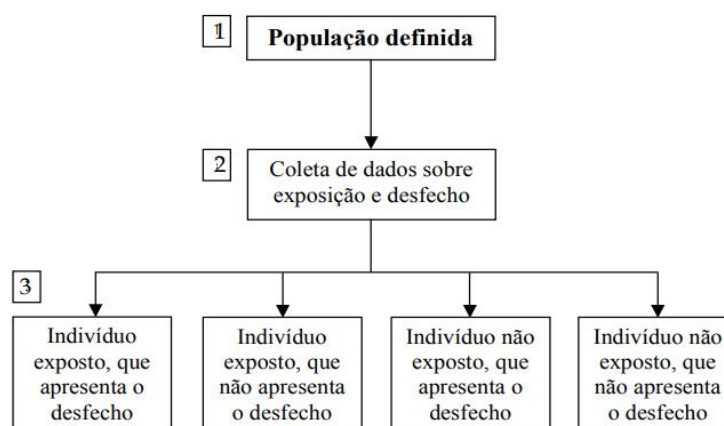 1
População definida
2
Coleta de dados sobre
exposição e desfecho
3
Indivíduo
exposto, que
apresenta o
desfecho
Indivíduo
exposto, que
não apresenta
o desfecho
Indivíduo não
exposto, que
apresenta o
desfecho
Indivíduo não
exposto, que
não apresenta
o desfecho